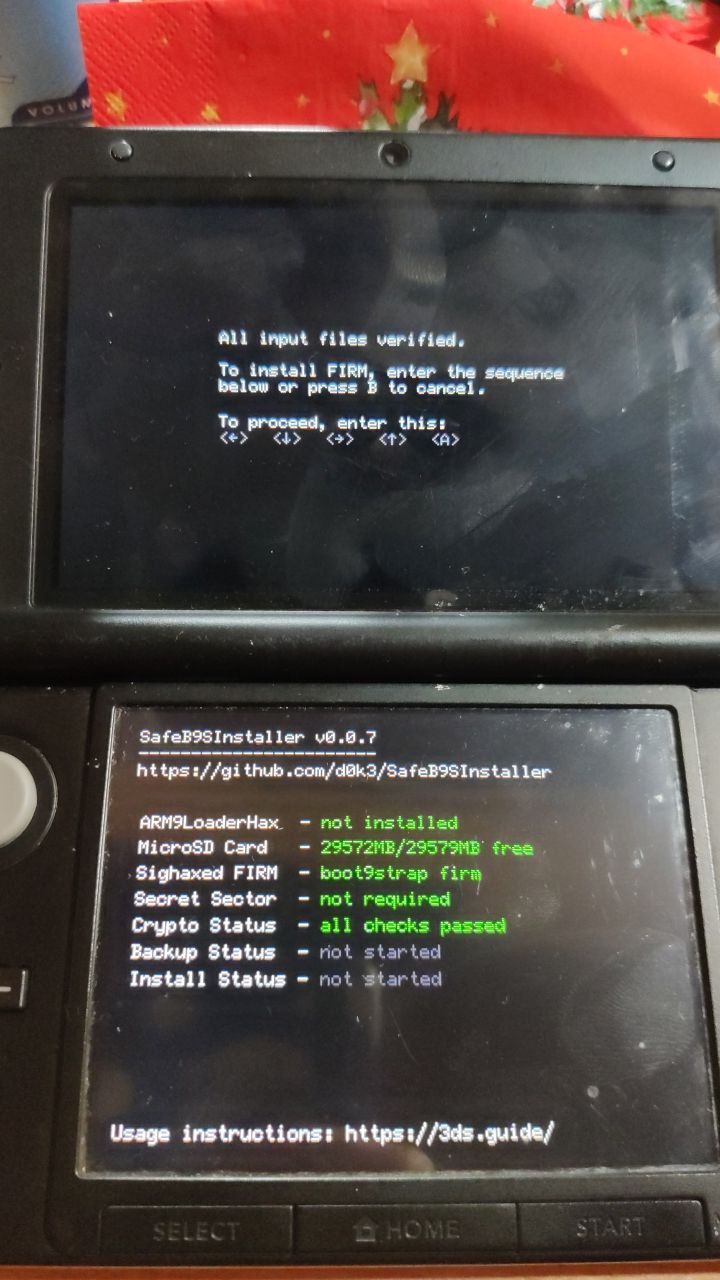 All input files verified.
To install FIRM, enter the sequence
below or press B to cancel.
To proceed, enter this:
<←> <↓> <→> <↑> <A>
SafeB9SInstaller v0.0.7
-----------------------
https://github.com/d0k3/SafeB9SInstaller
ARM9LoaderHax - not installed
MicroSD Card - 29572MB/29579MB free
Sighaxed FIRM - boot9strap firm
Secret Sector - not required
Crypto Status - all checks passed
Backup Status - not started
Install Status - not started
Usage instructions: https://3ds.guide/
SELECT HOME START